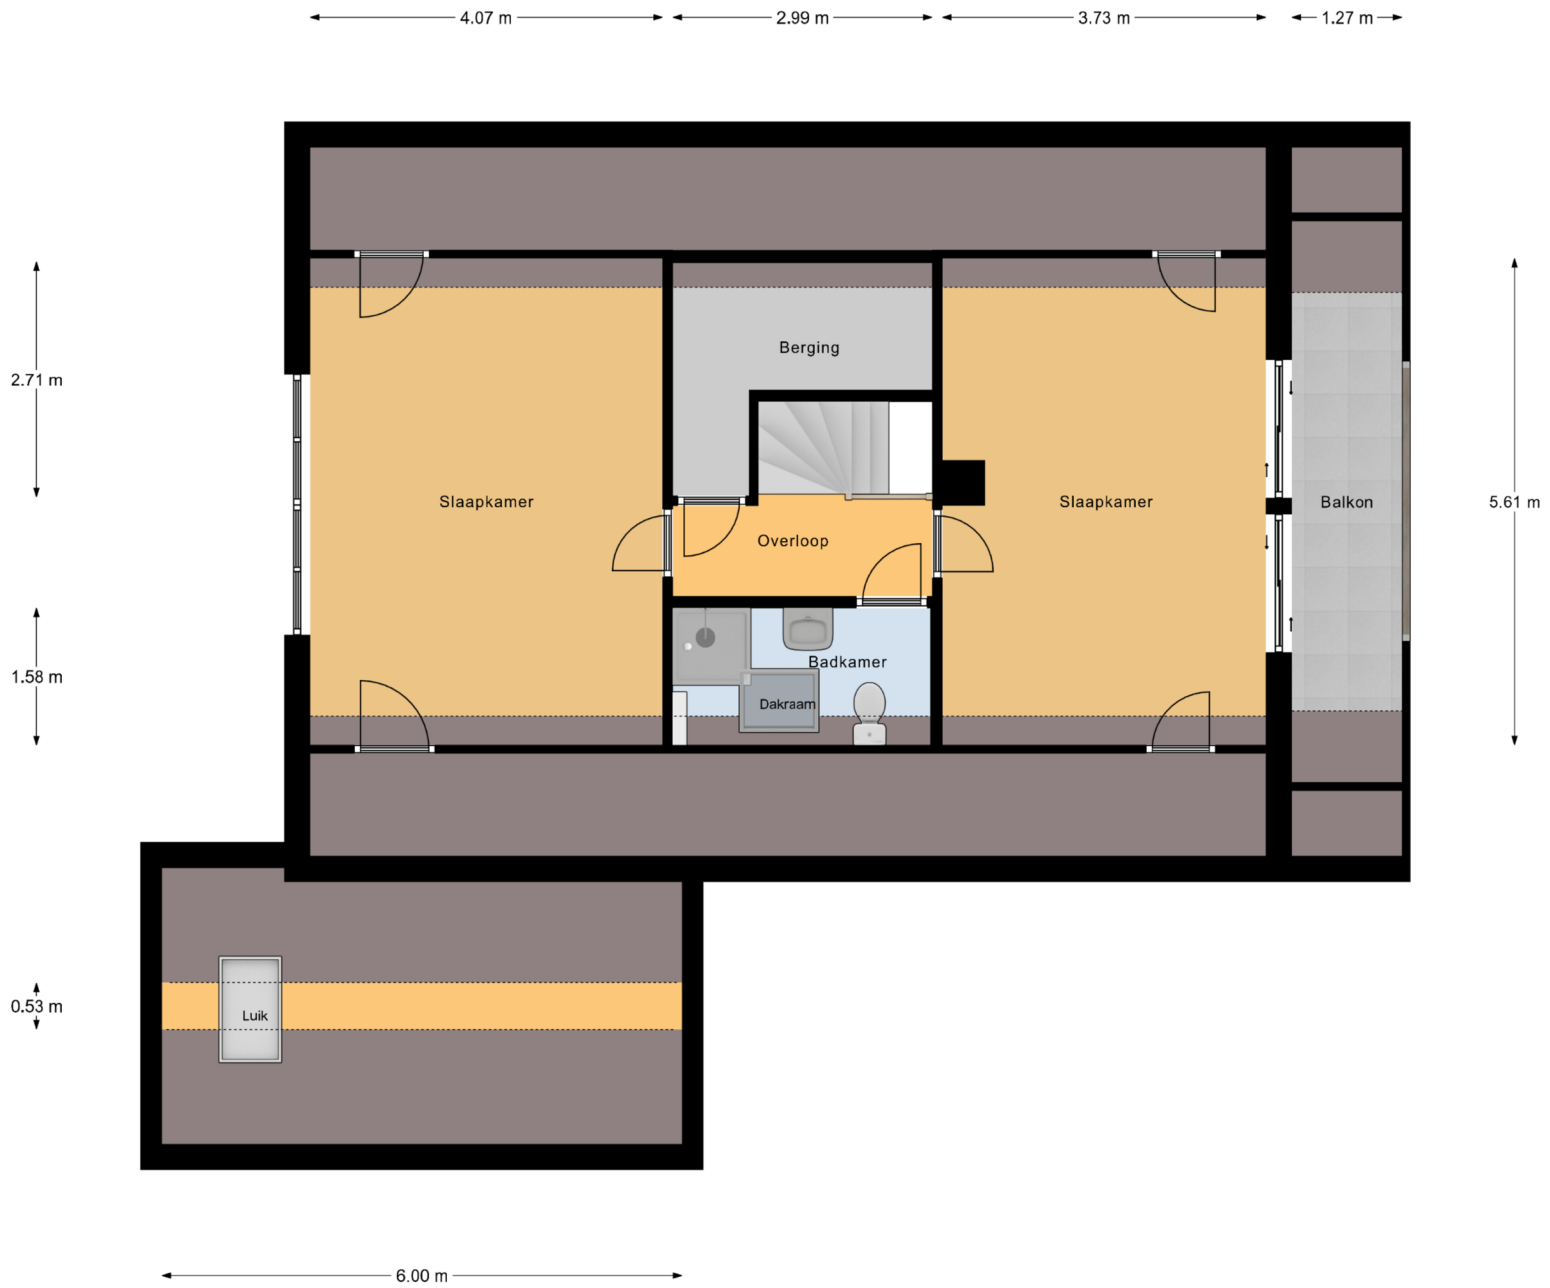 4.07 m
2.99 m
3.73 m
1.27 m
Berging
2.71 m
Slaapkamer
Slaapkamer
Balkon
5.61 m
Overloop
Badkamer
1.58 m
Dakraam
0.53 m
Luik
6.00 m